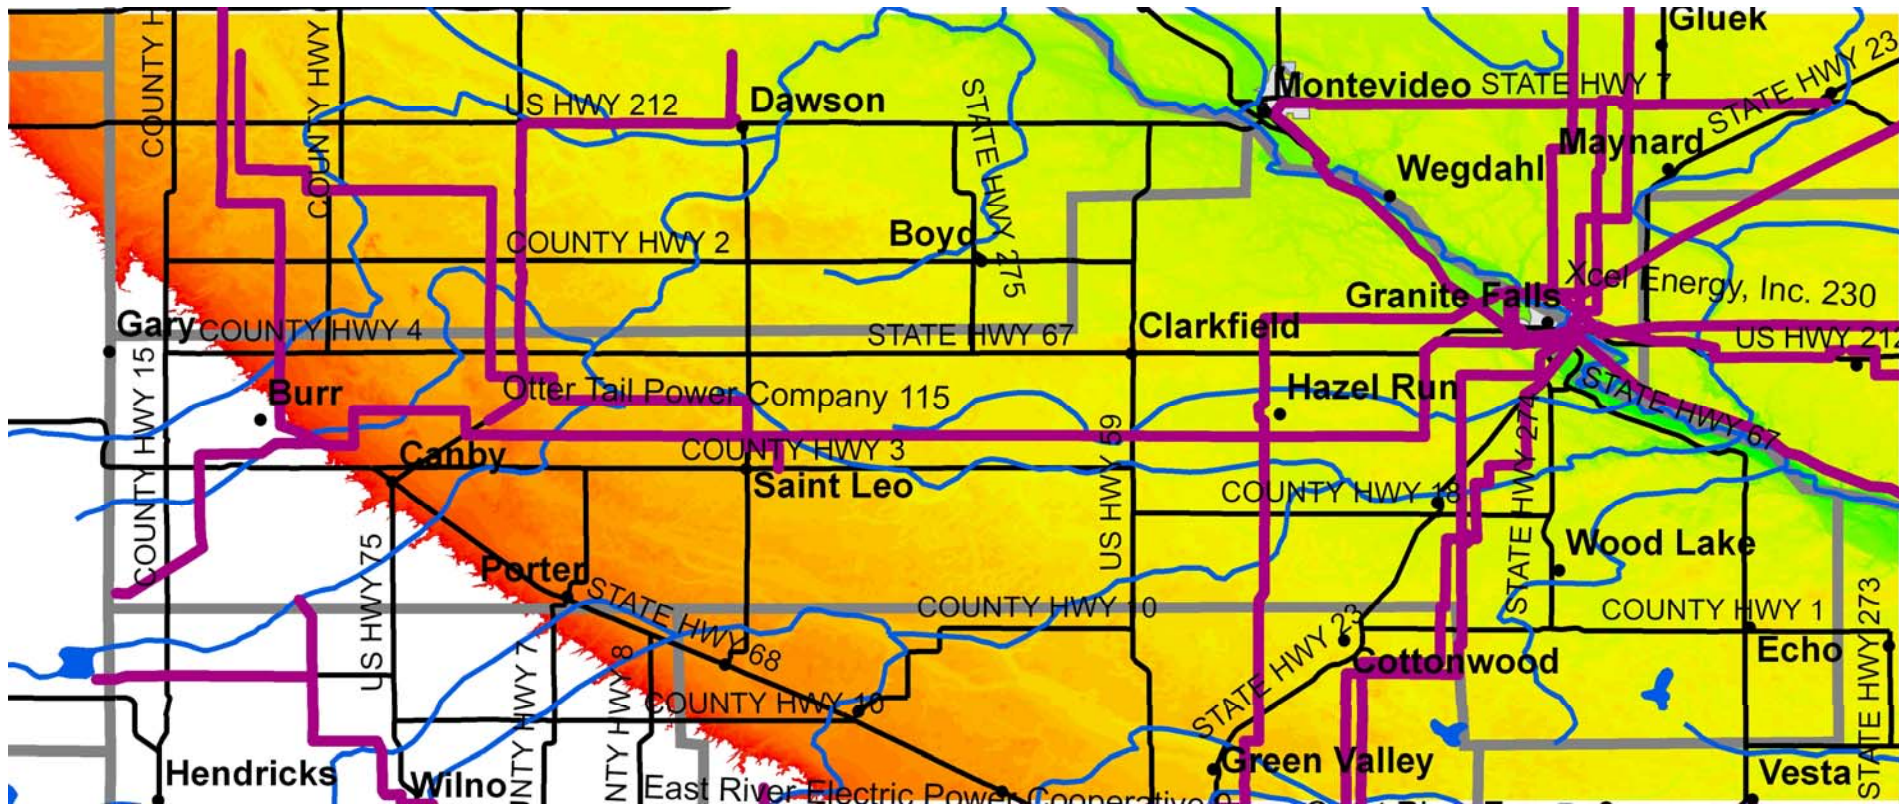 Gluek
COUNTY H
COUNTY HWY
Montevideo
STATE HWY 7
STATE HWY 23
US HWY 212
Dawson
STATE HWY 275
Maynard
Wegdahl
Boyd
COUNTY HWY 2
Xcel Energy, Inc. 230
Granite Falls
Gary
COUNTY HWY 4
STATE HWY 67
Clarkfield
US HWY 212
Burr
Otter Tail Power Company 115
Hazel Run
STATE HWY 67
COUNTY HWY 15
Canby
COUNTY HWY 3
US HWY 59
STATE HWY 274
Saint Leo
COUNTY HWY 18
US HWY 75
Porter
Wood Lake
STATE HWY 68
COUNTY HWY 10
COUNTY HWY 1
STATE HWY 273
Echo
STATE HWY 23
Cottonwood
UNTY HWY 7
NTY HWY 8
COUNTY HWY 10
Hendricks
Wilno
East River Electric Power Cooperative
Green Valley
Vesta